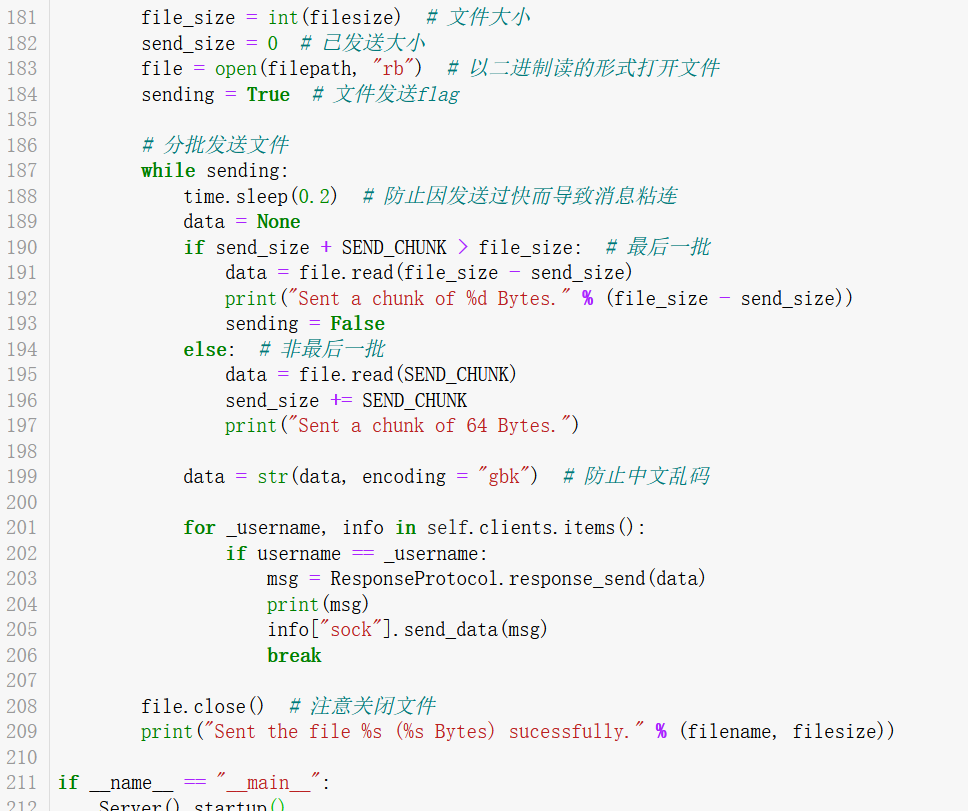 181 file_size = int(filesize)  # 文件大小
182 send_size = 0  # 已发送大小
183 file = open(filepath, "rb")  # 以二进制读的形式打开文件
184 sending = True  # 文件发送flag
185
186 # 分批发送文件
187 while sending:
188 time.sleep(0.2)  # 防止因发送过快而导致消息粘连
189 data = None
190 if send_size + SEND_CHUNK > file_size:  # 最后一批
191 data = file.read(file_size - send_size)
192 print("Sent a chunk of %d Bytes." % (file_size - send_size))
193 sending = False
194 else:  # 非最后一批
195 data = file.read(SEND_CHUNK)
196 send_size += SEND_CHUNK
197 print("Sent a chunk of 64 Bytes.")
198
199 data = str(data, encoding = "gbk")  # 防止中文乱码
200
201 for _username, info in self.clients.items():
202 if username == _username:
203 msg = ResponseProtocol.response_send(data)
204 print(msg)
205 info["sock"].send_data(msg)
206 break
207
208 file.close()  # 注意关闭文件
209 print("Sent the file %s (%s Bytes) sucessfully." % (filename, filesize))
210
211 if __name__ == "__main__":
212 Server().startup()